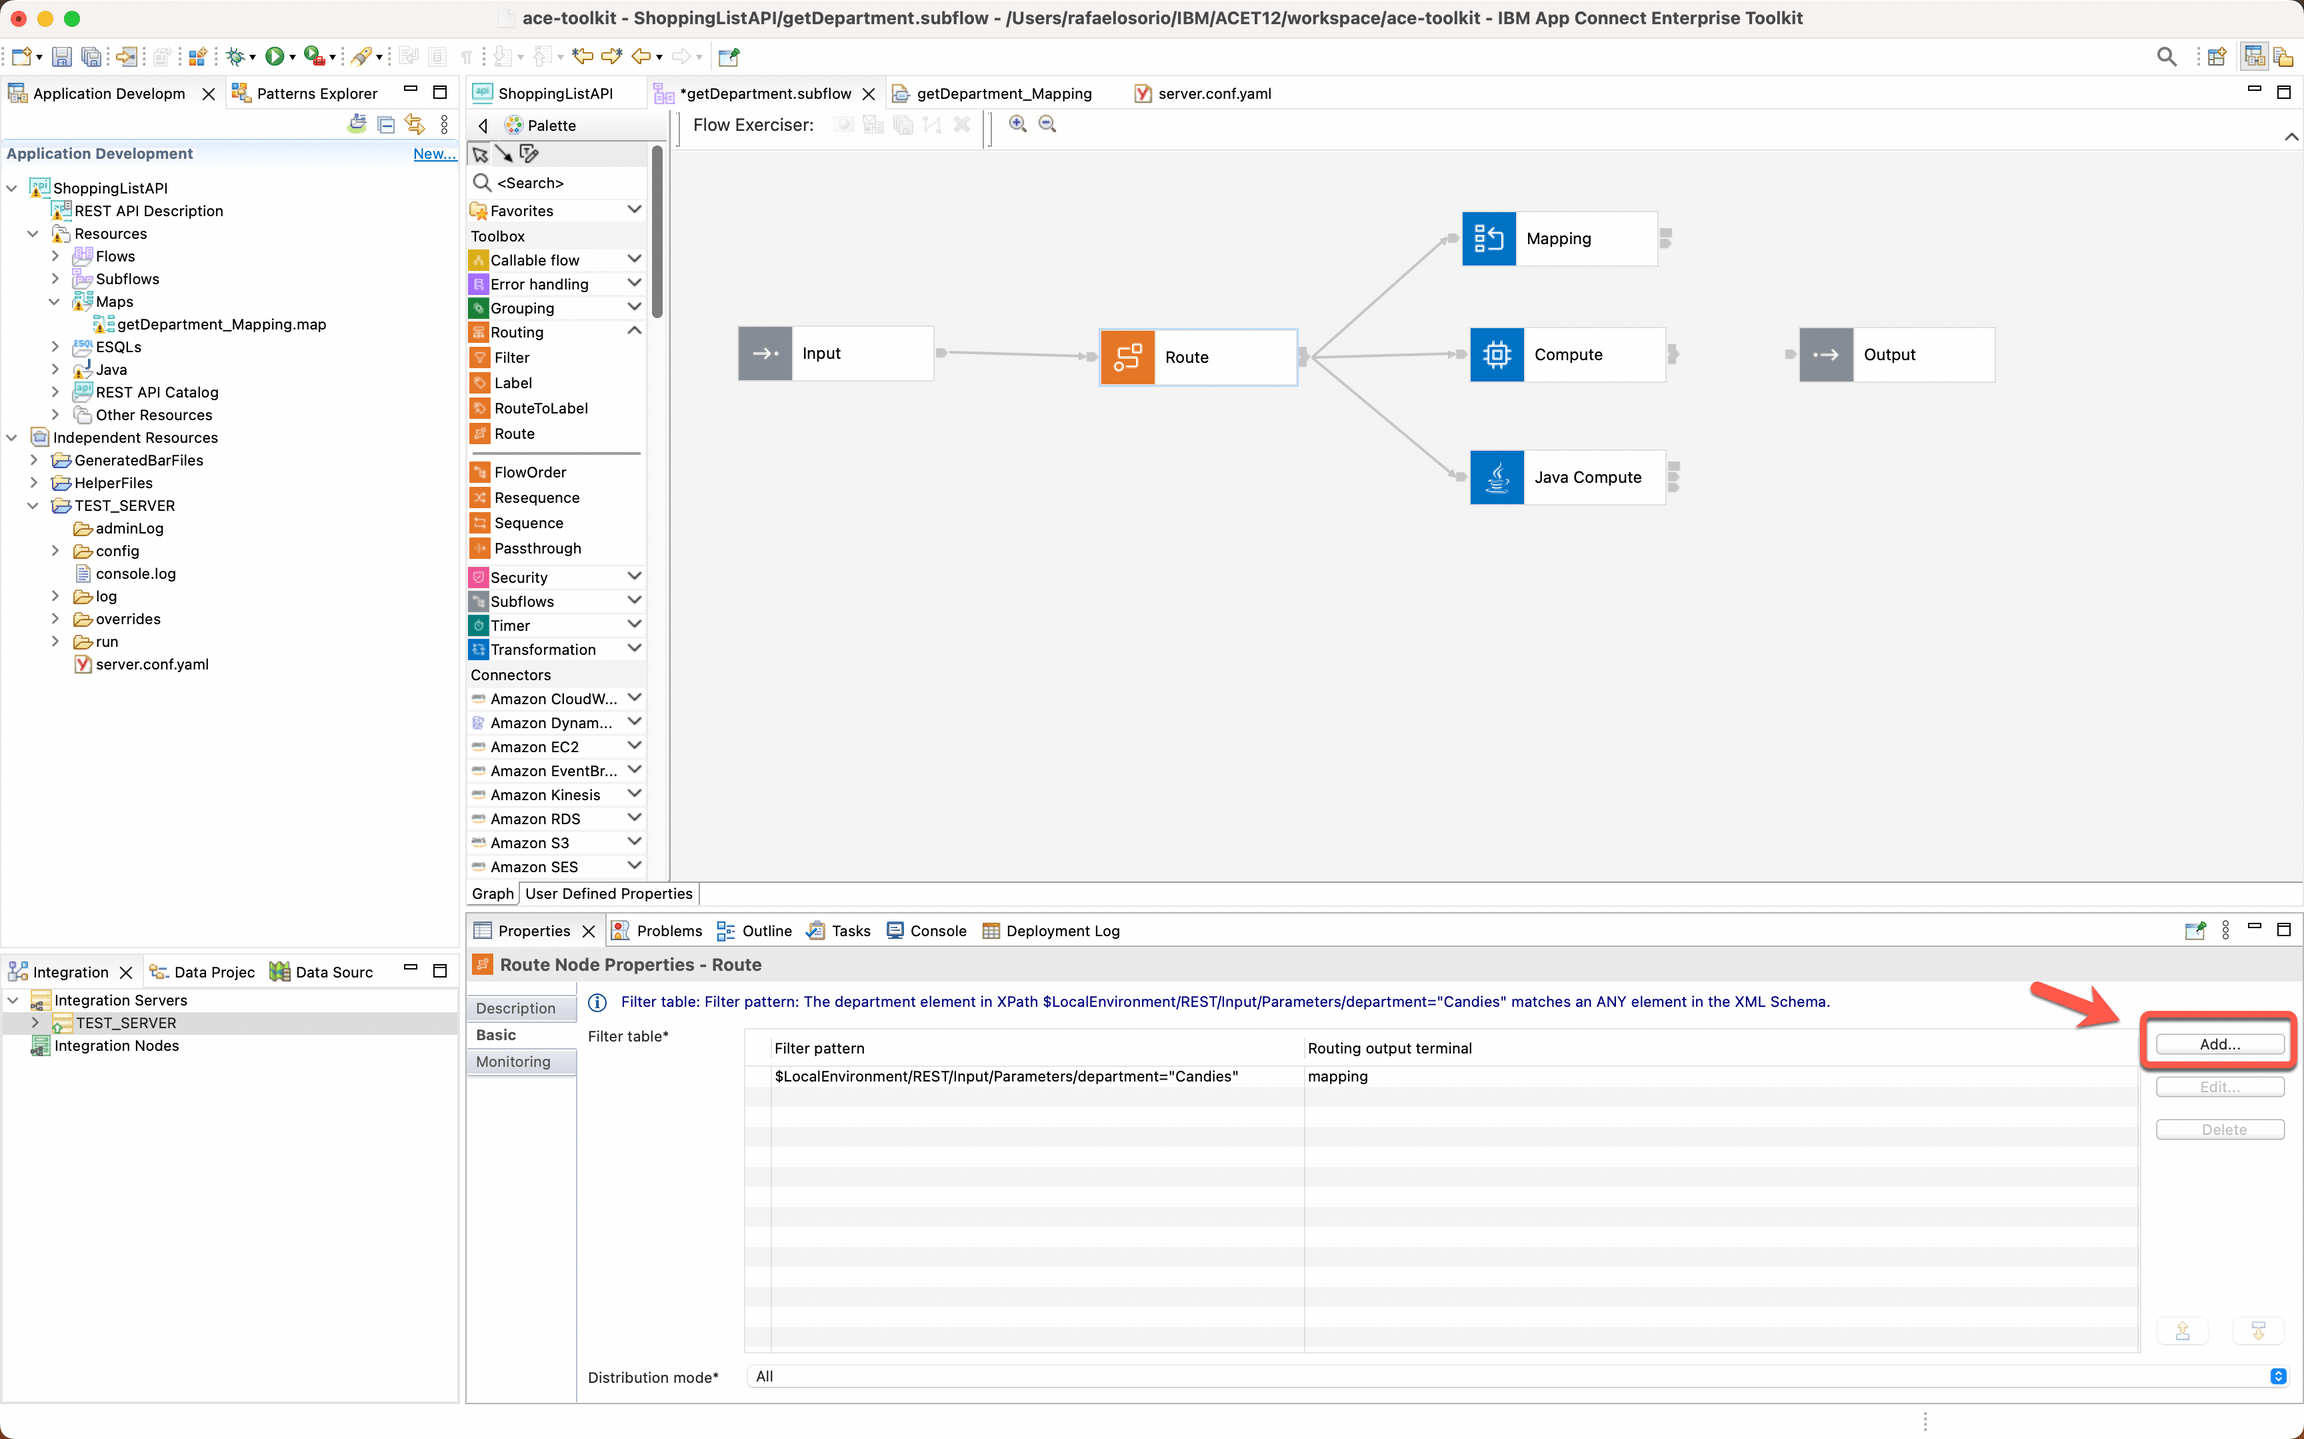 ace-toolkit - ShoppingListAPI/getDepartment.subflow - /Users/rafaelosorio/IBM/ACET12/workspace/ace-toolkit - IBM App Connect Enterprise Toolkit
Application Developm
Patterns Explorer
Application Development
New...
ShoppingListAPI
REST API Description
Resources
Flows
Subflows
Maps
getDepartment_Mapping.map
ESQLs
Java
REST API Catalog
Other Resources
Independent Resources
GeneratedBarFiles
HelperFiles
TEST_SERVER
adminLog
config
console.log
log
overrides
run
server.conf.yaml
Integration
Data Projec
Data Sourc
Integration Servers
TEST_SERVER
Integration Nodes
ShoppingListAPI
*getDepartment.subflow
getDepartment_Mapping
server.conf.yaml
Palette
Flow Exerciser:
<Search>
Favorites
Toolbox
Callable flow
Error handling
Grouping
Routing
Filter
Label
RouteToLabel
Route
FlowOrder
Resequence
Sequence
Passthrough
Security
Subflows
Timer
Transformation
Connectors
Amazon CloudW...
Amazon Dynam...
Amazon EC2
Amazon EventBr...
Amazon Kinesis
Amazon RDS
Amazon S3
Amazon SES
Input
Route
Mapping
Compute
Java Compute
Output
Graph
User Defined Properties
Properties
Problems
Outline
Tasks
Console
Deployment Log
Route Node Properties - Route
Description
Basic
Monitoring
Filter table: Filter pattern: The department element in XPath $LocalEnvironment/REST/Input/Parameters/department="Candies" matches an ANY element in the XML Schema.
Filter table*
Filter pattern
Routing output terminal
$LocalEnvironment/REST/Input/Parameters/department="Candies"
mapping
Add...
Edit...
Delete
Distribution mode*
All